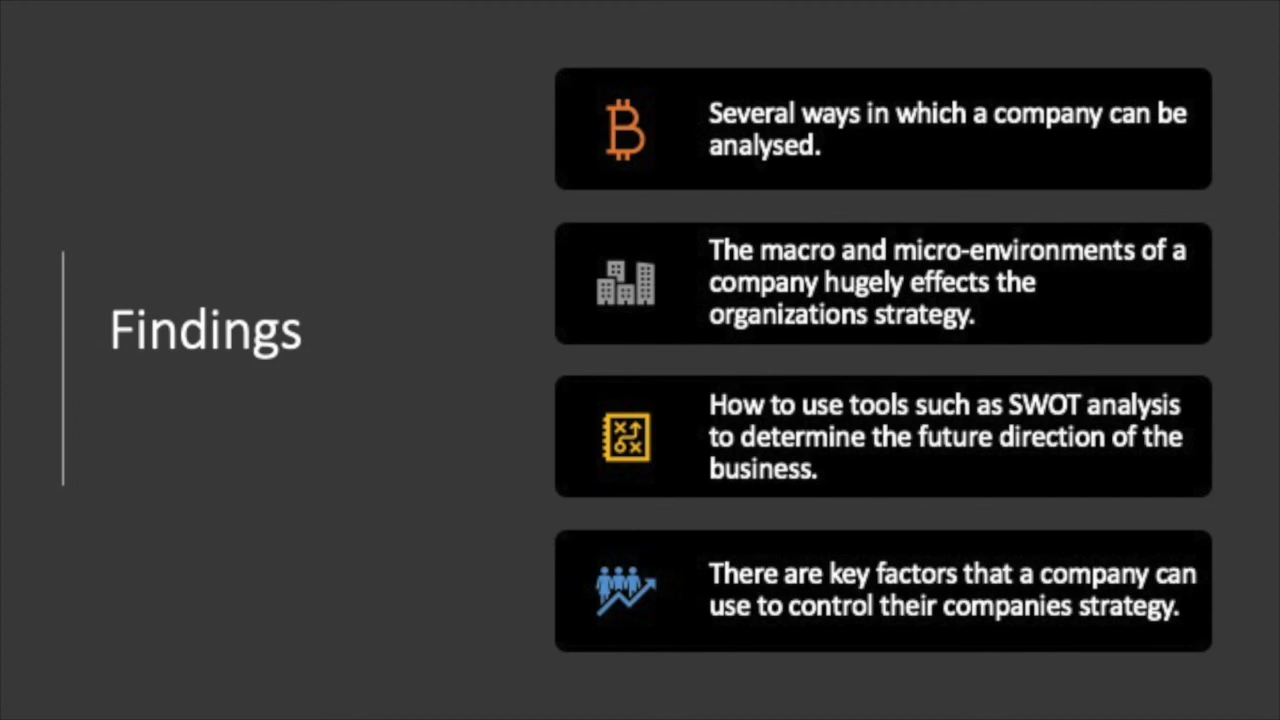 Findings
Several ways in which a company can be
analysed.
The macro and micro-environments of a
company hugely effects the
organizations strategy.
How to use tools such as SWOT analysis
to determine the future direction of the
business.
There are key factors that a company can
use to control their companies strategy.